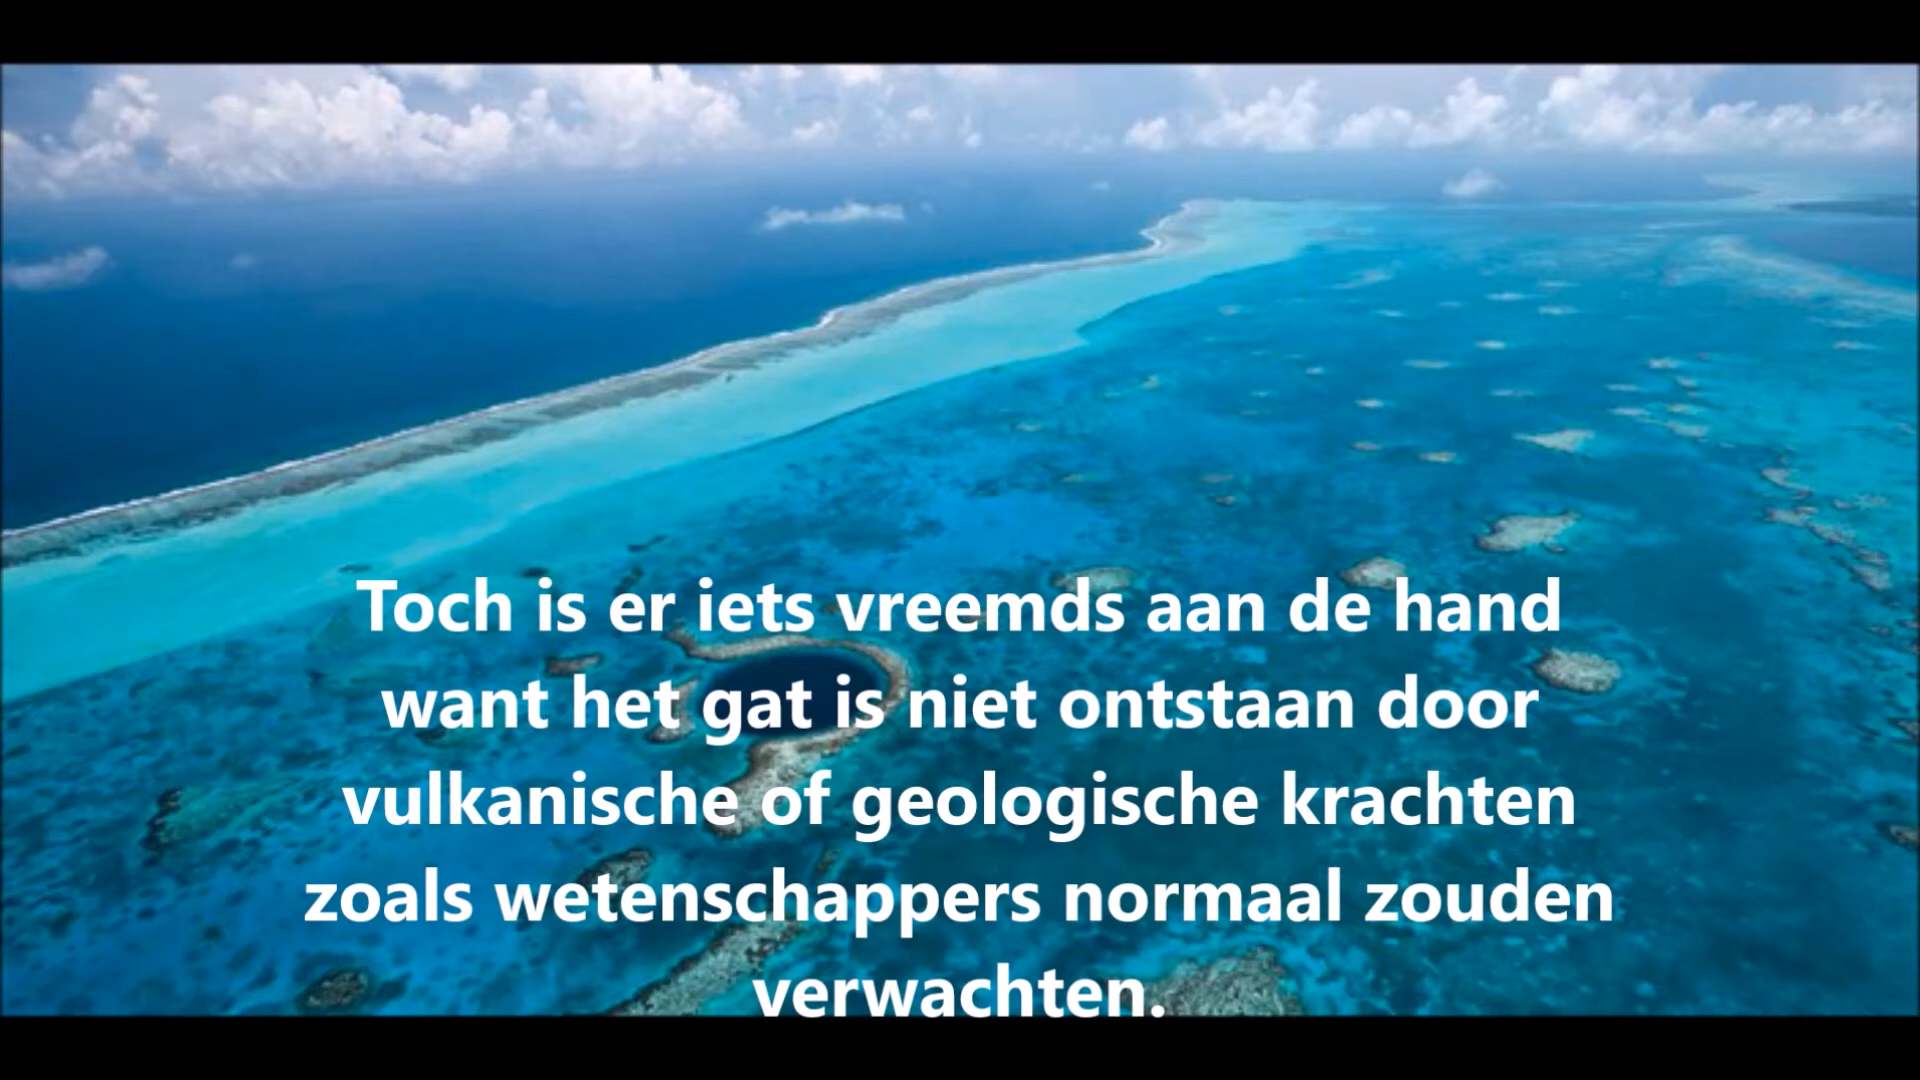 Toch is er iets vreemds aan de hand
want het gat is niet ontstaan door
vulkanische of geologische krachten
zoals wetenschappers normaal zouden
verwachten.